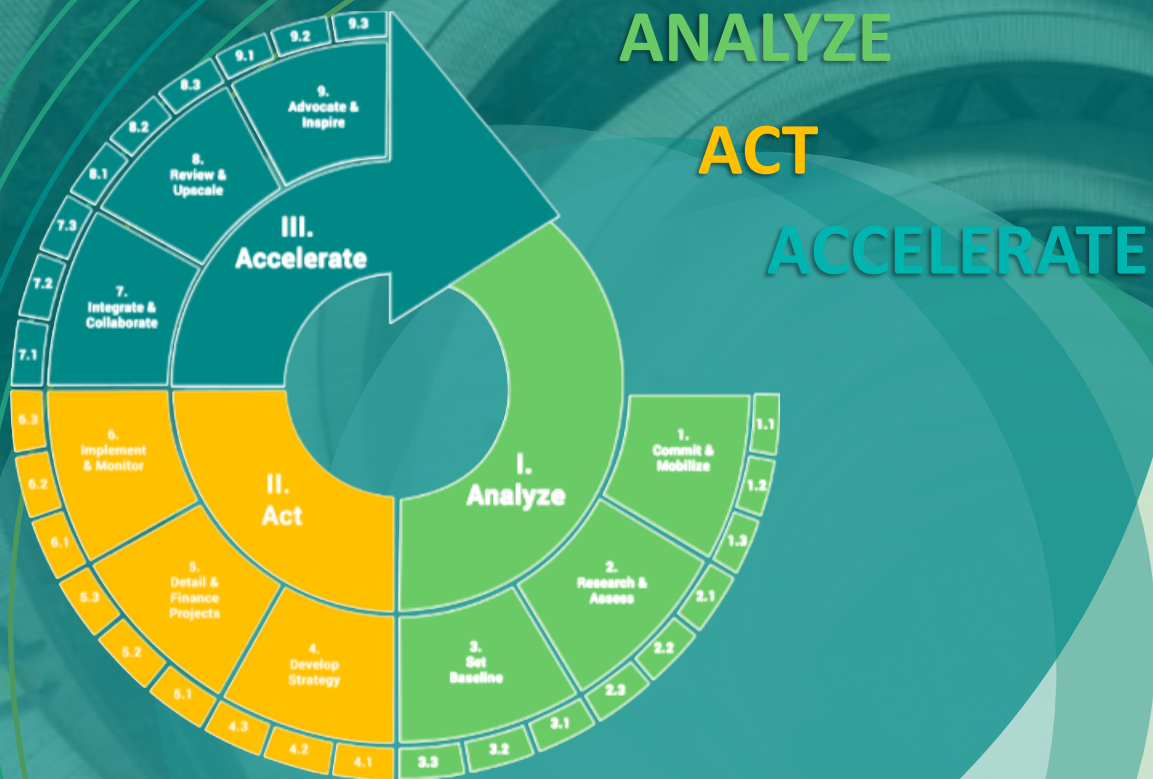 ANALYZE
ACT
ACCELERATE
I.
Analyze
1.
Commit &
Mobilize
1.1
1.2
1.3
2.
Research &
Assess
2.1
2.2
2.3
3.
Set
Baseline
3.1
3.2
3.3
II.
Act
4.
Develop
Strategy
4.1
4.2
4.3
5.
Detail &
Finance
Projects
5.1
5.2
5.3
6.
Implement
& Monitor
6.1
6.2
6.3
III.
Accelerate
7.
Integrate &
Collaborate
7.1
7.2
7.3
8.
Review &
Upscale
8.1
8.2
8.3
9.
Advocate &
Inspire
9.1
9.2
9.3